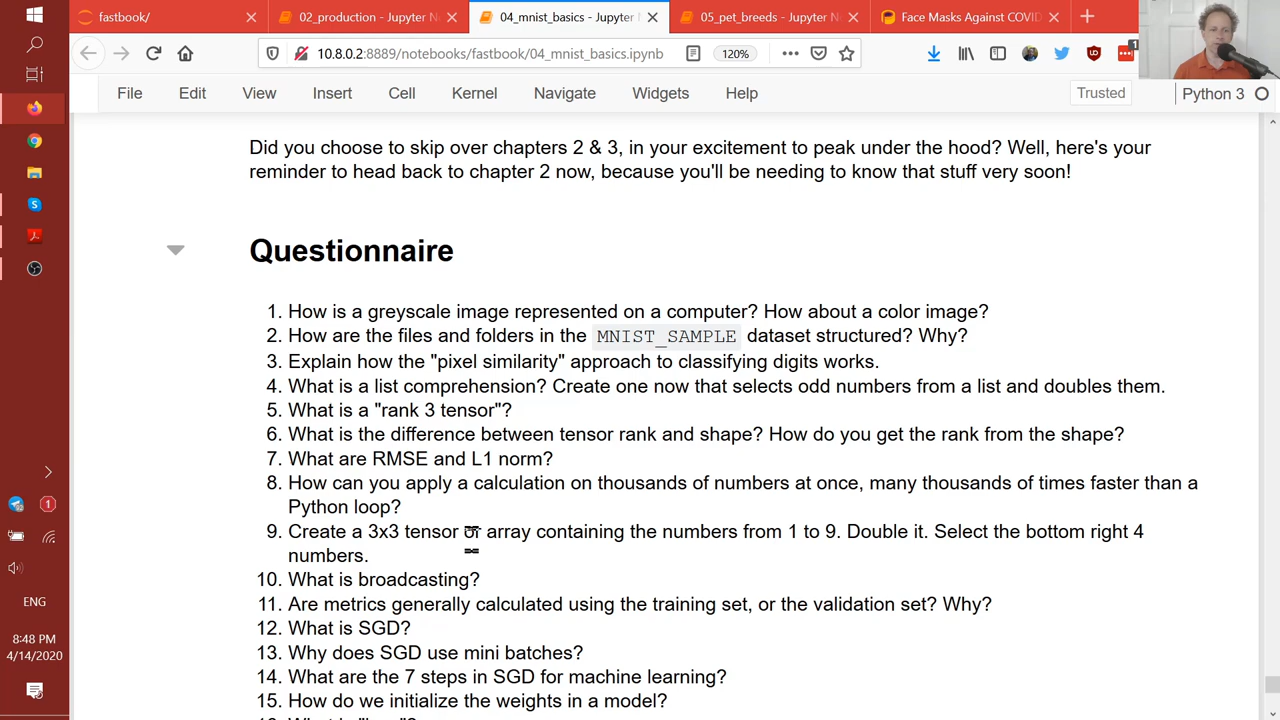 fastbook/
02_production - Jupyter N
04_mnist_basics - Jupyter
05_pet_breeds - Jupyter N
Face Masks Against COVID
10.8.0.2:8889/notebooks/fastbook/04_mnist_basics.ipynb
120%
1
File Edit View Insert Cell Kernel Navigate Widgets Help
Trusted
Python 3
Did you choose to skip over chapters 2 & 3, in your excitement to peak under the hood? Well, here's your
reminder to head back to chapter 2 now, because you'll be needing to know that stuff very soon!
Questionnaire
1. How is a greyscale image represented on a computer? How about a color image?
2. How are the files and folders in the MNIST_SAMPLE dataset structured? Why?
3. Explain how the "pixel similarity" approach to classifying digits works.
4. What is a list comprehension? Create one now that selects odd numbers from a list and doubles them.
5. What is a "rank 3 tensor"?
6. What is the difference between tensor rank and shape? How do you get the rank from the shape?
7. What are RMSE and L1 norm?
8. How can you apply a calculation on thousands of numbers at once, many thousands of times faster than a
Python loop?
9. Create a 3x3 tensor or array containing the numbers from 1 to 9. Double it. Select the bottom right 4
numbers.
10. What is broadcasting?
11. Are metrics generally calculated using the training set, or the validation set? Why?
12. What is SGD?
13. Why does SGD use mini batches?
14. What are the 7 steps in SGD for machine learning?
15. How do we initialize the weights in a model?
1
ENG
8:48 PM
4/14/2020